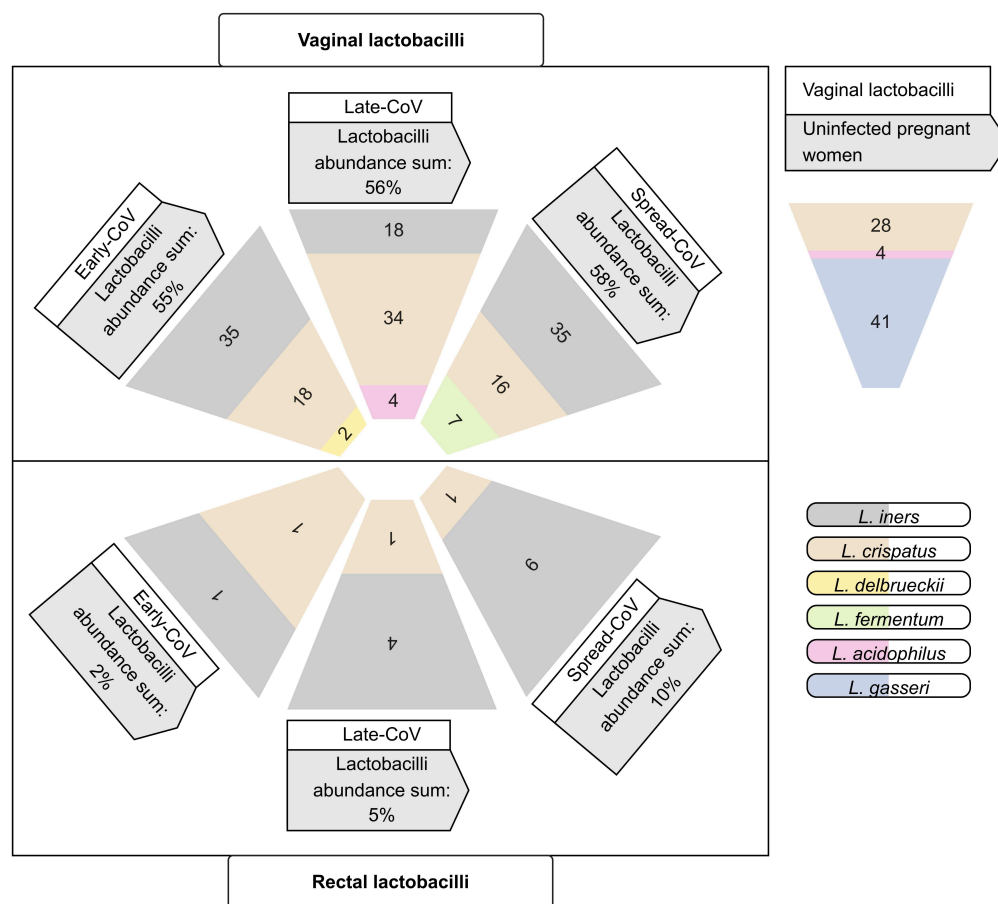 Vaginal lactobacilli
Late-CoV
Lactobacilli
abundance sum:
56%
Early-CoV
Lactobacilli
abundance sum:
55%
Spread-CoV
Lactobacilli
abundance sum:
58%
18
34
4
35
18
2
35
16
7
Vaginal lactobacilli
Uninfected pregnant
women
28
4
41
1
1
1
4
1
9
Early-CoV
Lactobacilli
abundance sum:
2%
Late-CoV
Lactobacilli
abundance sum:
5%
Spread-CoV
Lactobacilli
abundance sum:
10%
Rectal lactobacilli
L. iners
L. crispatus
L. delbrueckii
L. fermentum
L. acidophilus
L. gasseri